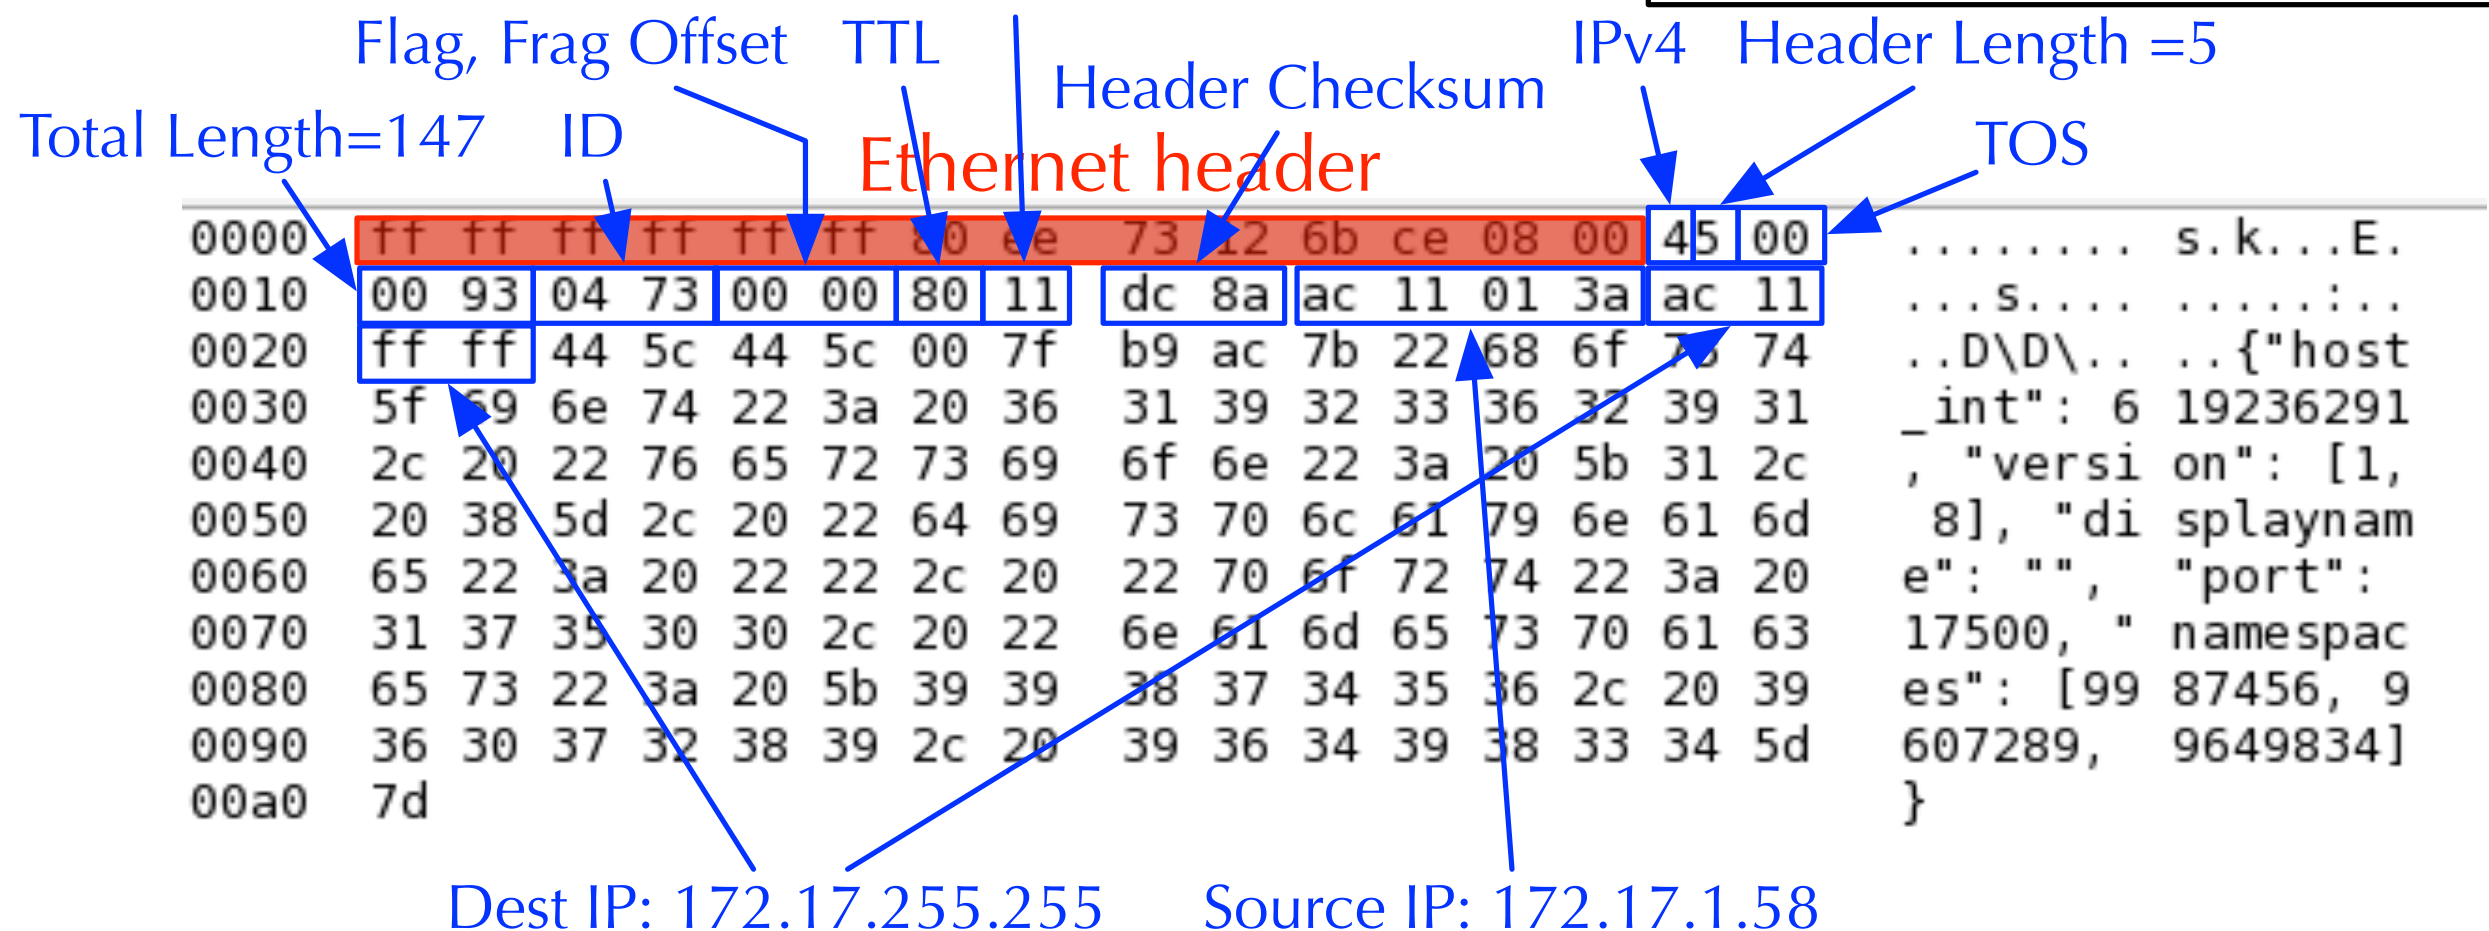 Flag, Frag Offset TTL IPv4 Header Length =5
Header Checksum
Total Length=147 ID TOS
Ethernet header
0000 ff ff ff ff ff ff 80 ee 73 12 6b ce 08 00 45 00 ........ s.k...E.
0010 00 93 04 73 00 00 80 11 dc 8a ac 11 01 3a ac 11 ...s.... .....:..
0020 ff ff 44 5c 44 5c 00 7f b9 ac 7b 22 68 6f 73 74 ..D\D\.. ..{"host
0030 5f 69 6e 74 22 3a 20 36 31 39 32 33 36 32 39 31 _int": 6 19236291
0040 2c 20 22 76 65 72 73 69 6f 6e 22 3a 20 5b 31 2c , "versi on": [1,
0050 20 38 5d 2c 20 22 64 69 73 70 6c 61 79 6e 61 6d 8], "di splaynam
0060 65 22 3a 20 22 22 2c 20 22 70 6f 72 74 22 3a 20 e": "", "port":
0070 31 37 35 30 30 2c 20 22 6e 61 6d 65 73 70 61 63 17500, " namespac
0080 65 73 22 3a 20 5b 39 39 38 37 34 35 36 2c 20 39 es": [99 87456, 9
0090 36 30 37 32 38 39 2c 20 39 36 34 39 38 33 34 5d 607289, 9649834]
00a0 7d }
Dest IP: 172.17.255.255 Source IP: 172.17.1.58